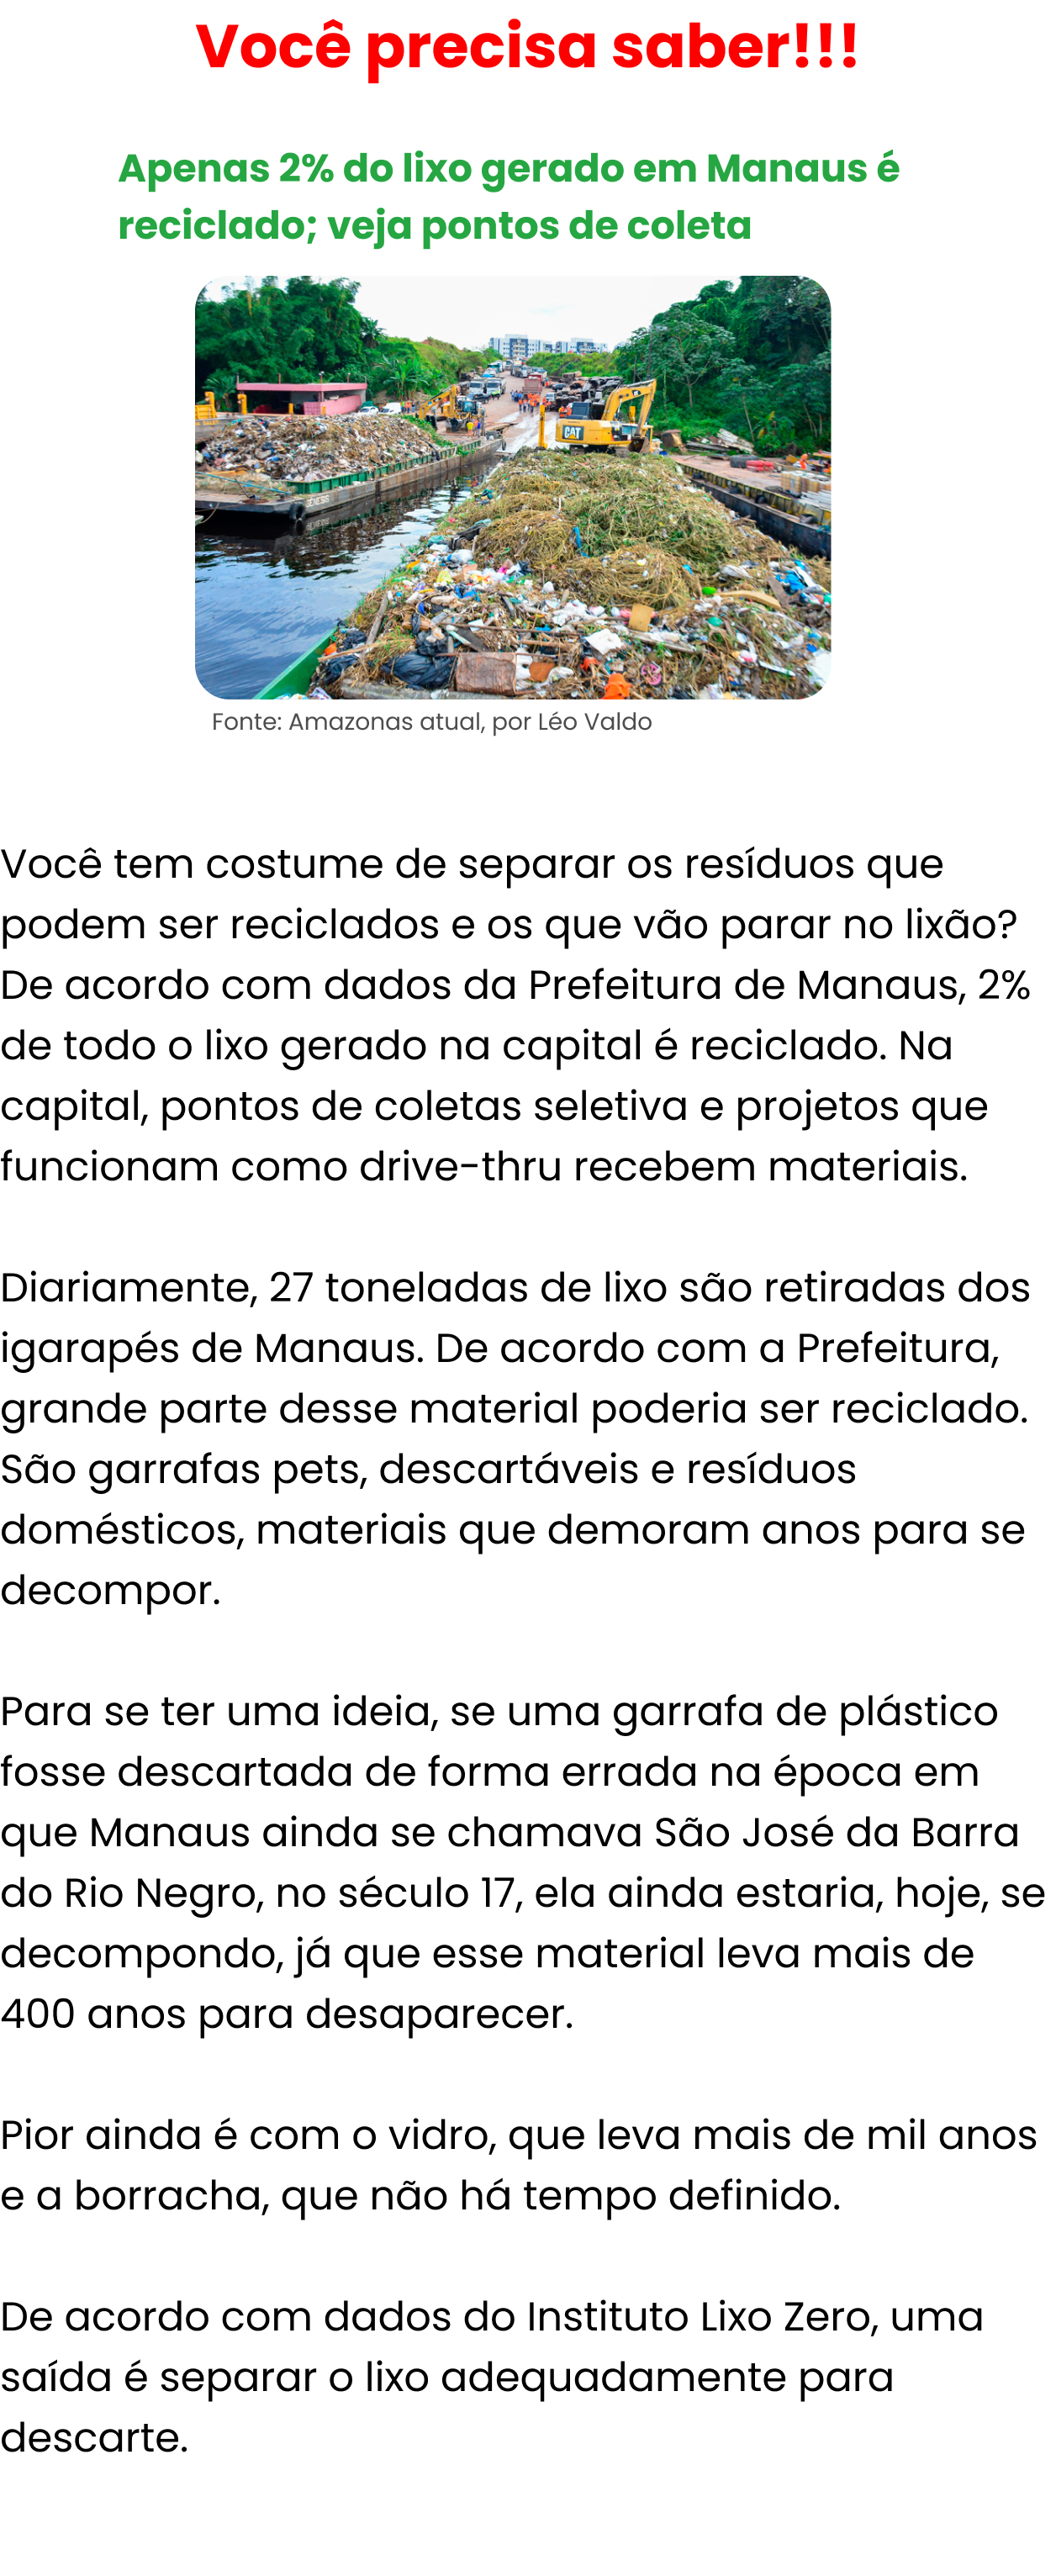 Você precisa saber!!!
Apenas 2% do lixo gerado em Manaus é
reciclado; veja pontos de coleta
CAT
Fonte: Amazonas atual, por Léo Valdo
Você tem costume de separar os resíduos que
podem ser reciclados e os que vão parar no lixão?
De acordo com dados da Prefeitura de Manaus, 2%
de todo o lixo gerado na capital é reciclado. Na
capital, pontos de coletas seletiva e projetos que
funcionam como drive-thru recebem materiais.
Diariamente, 27 toneladas de lixo são retiradas dos
igarapés de Manaus. De acordo com a Prefeitura,
grande parte desse material poderia ser reciclado.
São garrafas pets, descartáveis e resíduos
domésticos, materiais que demoram anos para se
decompor.
Para se ter uma ideia, se uma garrafa de plástico
fosse descartada de forma errada na época em
que Manaus ainda se chamava São José da Barra
do Rio Negro, no século 17, ela ainda estaria, hoje, se
decompondo, já que esse material leva mais de
400 anos para desaparecer.
Pior ainda é com o vidro, que leva mais de mil anos
e a borracha, que não há tempo definido.
De acordo com dados do Instituto Lixo Zero, uma
saída é separar o lixo adequadamente para
descarte.